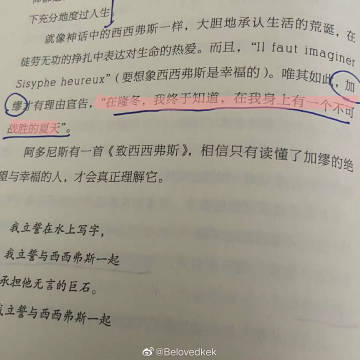 下充分地度过人生
就像神话中的西西弗斯一样，大胆地承认生活的荒诞，在
徒劳无功的挣扎中表达对生命的热爱。而且，"Il faut imaginer
Sisyphe heureux"（要想象西西弗斯是幸福的）。唯其如此，加
缪才有理由宣告，“在隆冬，我终于知道，在我身上有一个不可
战胜的夏天”。
阿多尼斯有一首《致西西弗斯》，相信只有读懂了加缪的绝
望与幸福的人，才会真正理解它。
我立誓在水上写字，
我立誓与西西弗斯一起
承担他无言的巨石。
我立誓与西西弗斯一起
@Belovedkek